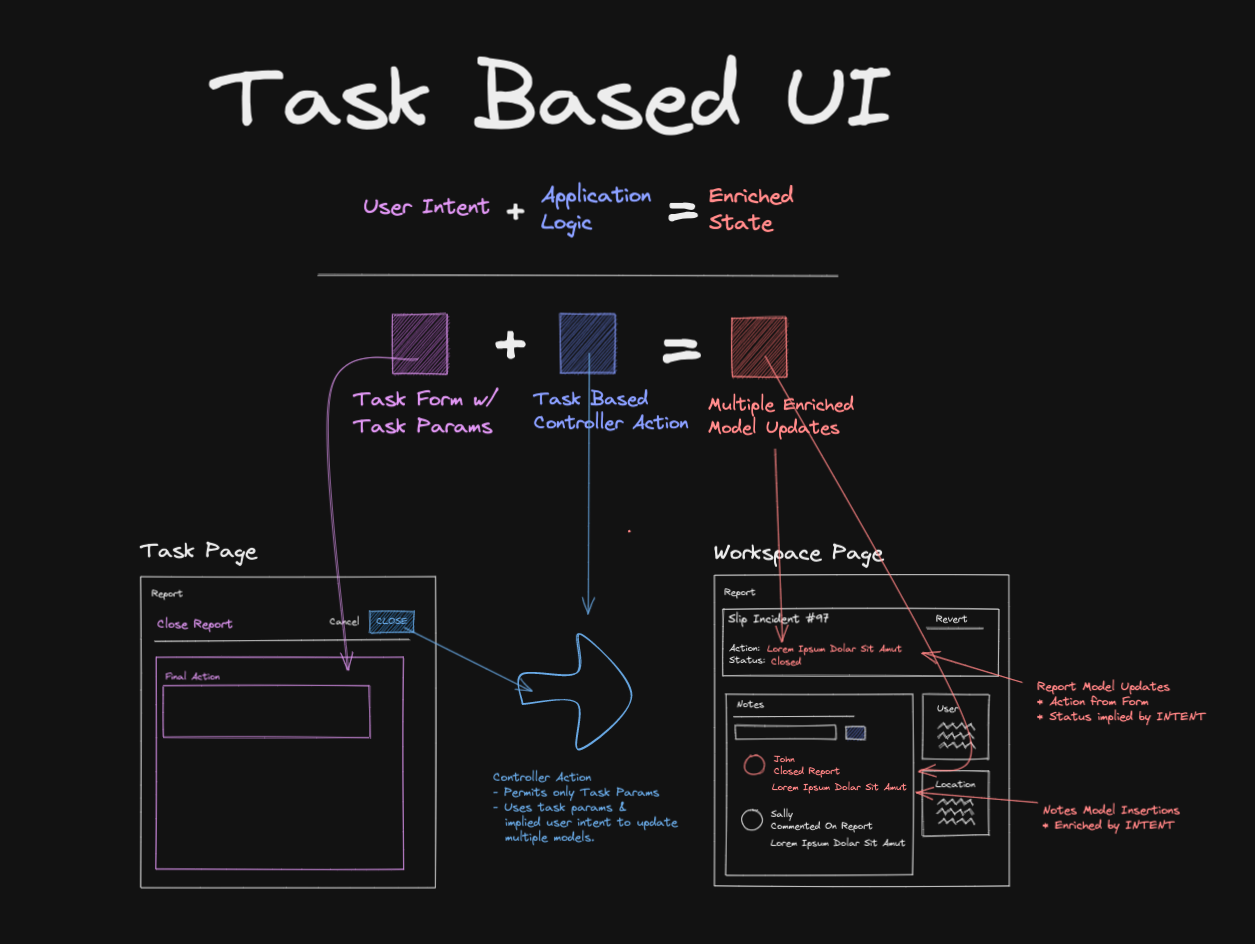 Task Based UI
User Intent + Application Logic = Enriched State
+ =
Task Form w/
Task Params
Task Based
Controller Action
Multiple Enriched
Model Updates
Task Page
Report
Close Report
Cancel
CLOSE
Final Action
Controller Action
- Permits only Task Params
- Uses task params &
implied user intent to update
multiple models.
Workspace Page
Report
Slip Incident #97
Revert
Action: Lorem Ipsum Dolar Sit Amut
Status: Closed
Notes
John
Closed Report
Lorem Ipsum Dolar Sit Amut
Sally
Commented On Report
Lorem Ipsum Dolar Sit Amut
User
Location
Report Model Updates
* Action from Form
* Status implied by INTENT
Notes Model Insertions
* Enriched by INTENT